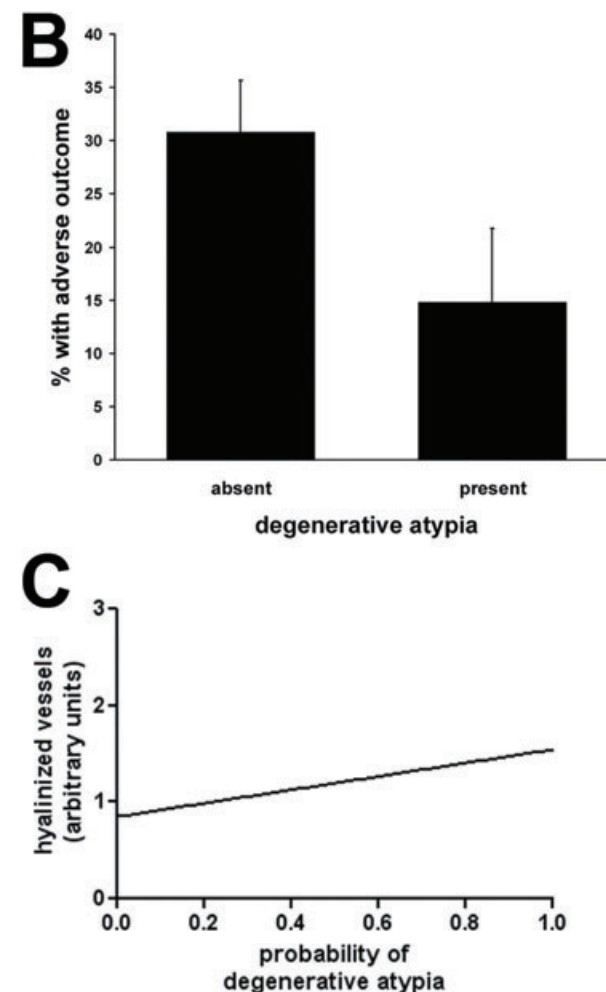 B
% with adverse outcome
40
35
30
25
20
15
10
5
0
absent present
degenerative atypia
C
hyalinized vessels
(arbitrary units)
3
2
1
0
0.0 0.2 0.4 0.6 0.8 1.0
probability of
degenerative atypia